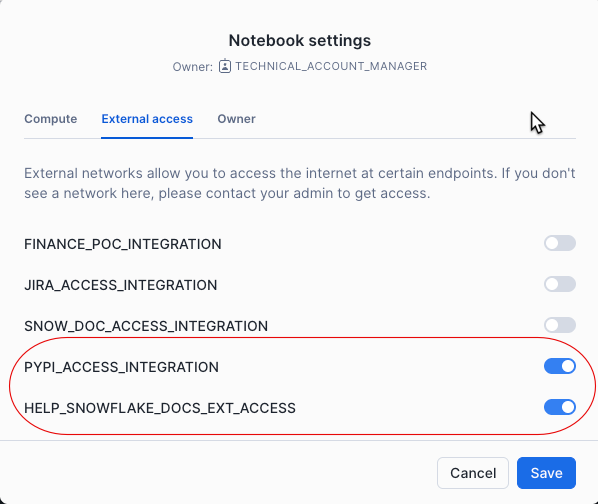 Notebook settings
Owner: TECHNICAL_ACCOUNT_MANAGER
Compute External access Owner
External networks allow you to access the internet at certain endpoints. If you don't
see a network here, please contact your admin to get access.
FINANCE_POC_INTEGRATION
JIRA_ACCESS_INTEGRATION
SNOW_DOC_ACCESS_INTEGRATION
PYPI_ACCESS_INTEGRATION
HELP_SNOWFLAKE_DOCS_EXT_ACCESS
Cancel Save